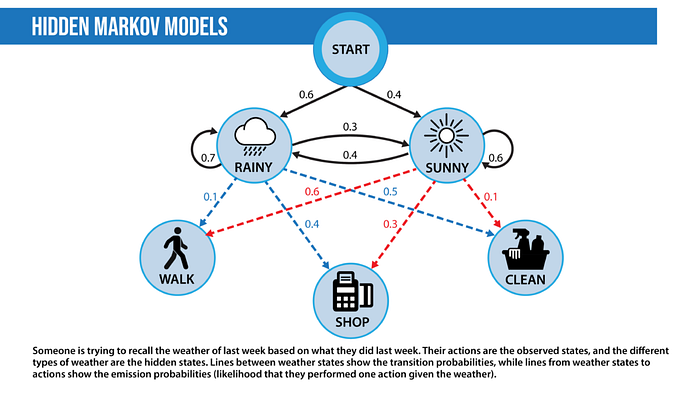 HIDDEN MARKOV MODELS
START
0.6
0.4
0.3
0.4
0.7
RAINY
SUNNY
0.6
0.1
0.6
0.5
0.1
0.4
0.3
WALK
SHOP
CLEAN
Someone is trying to recall the weather of last week based on what they did last week. Their actions are the observed states, and the different
types of weather are the hidden states. Lines between weather states show the transition probabilities, while lines from weather states to
actions show the emission probabilities (likelihood that they performed one action given the weather).